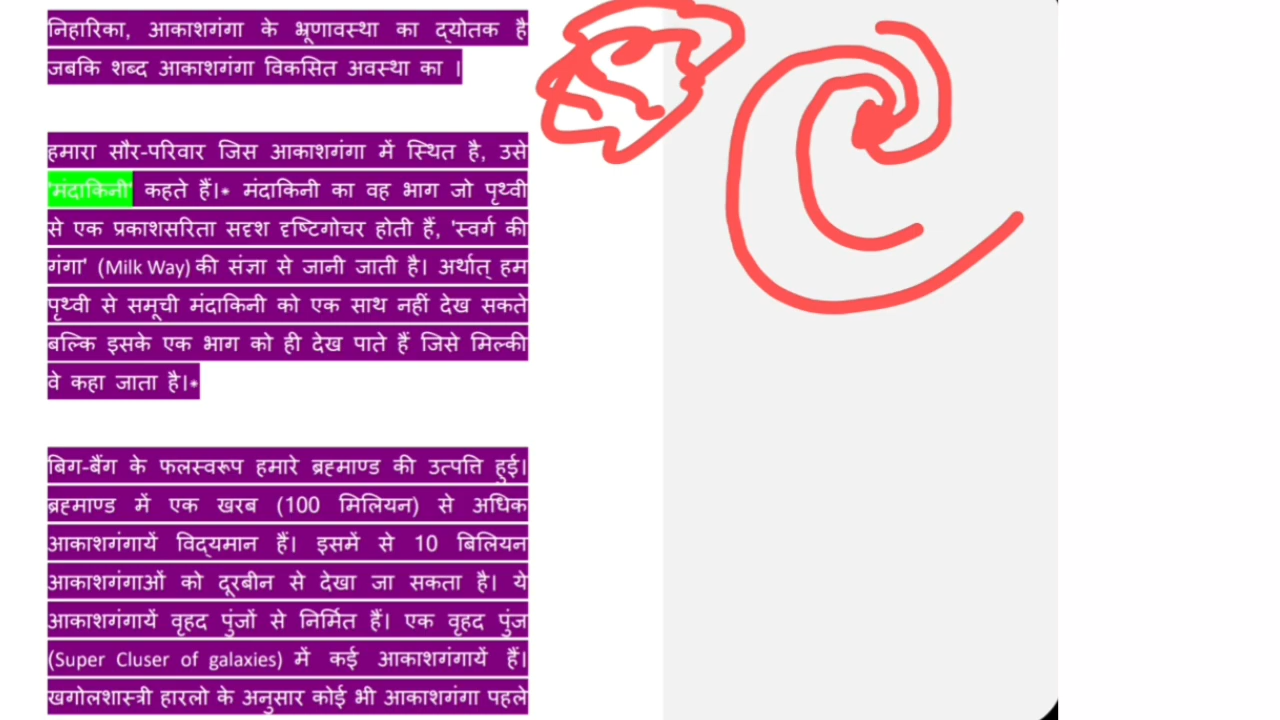 निहारिका, आकाशगंगा के भ्रूणावस्था का द्योतक है
जबकि शब्द आकाशगंगा विकसित अवस्था का ।
हमारा सौर-परिवार जिस आकाशगंगा में स्थित है, उसे
'मंदाकिनी' कहते हैं।* मंदाकिनी का वह भाग जो पृथ्वी
से एक प्रकाशसरिता सदृश दृष्टिगोचर होती हैं, 'स्वर्ग की
गंगा' (Milk Way) की संज्ञा से जानी जाती है। अर्थात् हम
पृथ्वी से समूची मंदाकिनी को एक साथ नहीं देख सकते
बल्कि इसके एक भाग को ही देख पाते हैं जिसे मिल्की
वे कहा जाता है।*
बिग-बैंग के फलस्वरूप हमारे ब्रह्माण्ड की उत्पत्ति हुई।
ब्रह्माण्ड में एक खरब (100 मिलियन) से अधिक
आकाशगंगायें विद्यमान हैं। इसमें से 10 बिलियन
आकाशगंगाओं को दूरबीन से देखा जा सकता है। ये
आकाशगंगायें वृहद पुंजों से निर्मित हैं। एक वृहद पुंज
(Super Cluser of galaxies) में कई आकाशगंगायें हैं।
खगोलशास्त्री हारलो के अनुसार कोई भी आकाशगंगा पहले